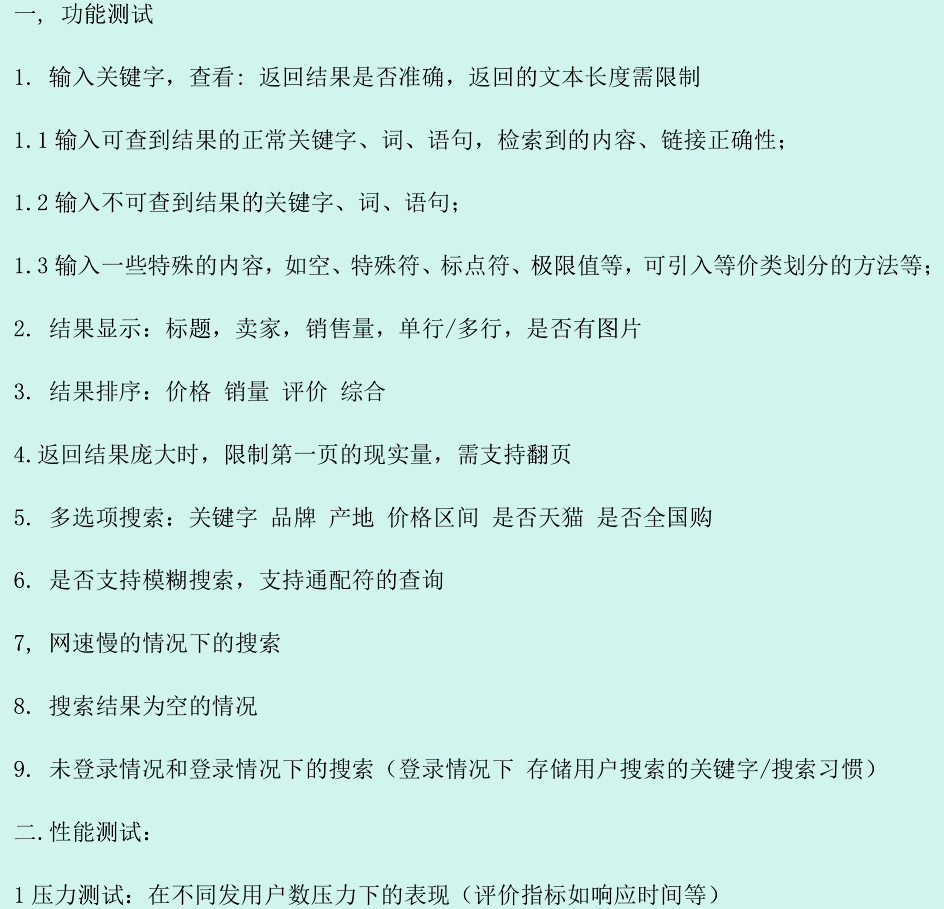 一, 功能测试
1. 输入关键字，查看: 返回结果是否准确，返回的文本长度需限制
1.1输入可查到结果的正常关键字、词、语句，检索到的内容、链接正确性；
1.2输入不可查到结果的关键字、词、语句；
1.3输入一些特殊的内容，如空、特殊符、标点符、极限值等，可引入等价类划分的方法等；
2. 结果显示：标题，卖家，销售量，单行/多行，是否有图片
3. 结果排序：价格 销量 评价 综合
4.返回结果庞大时，限制第一页的现实量，需支持翻页
5. 多选项搜索：关键字 品牌 产地 价格区间 是否天猫 是否全国购
6. 是否支持模糊搜索，支持通配符的查询
7, 网速慢的情况下的搜索
8. 搜索结果为空的情况
9. 未登录情况和登录情况下的搜索（登录情况下 存储用户搜索的关键字/搜索习惯）
二.性能测试：
1压力测试：在不同发用户数压力下的表现（评价指标如响应时间等）